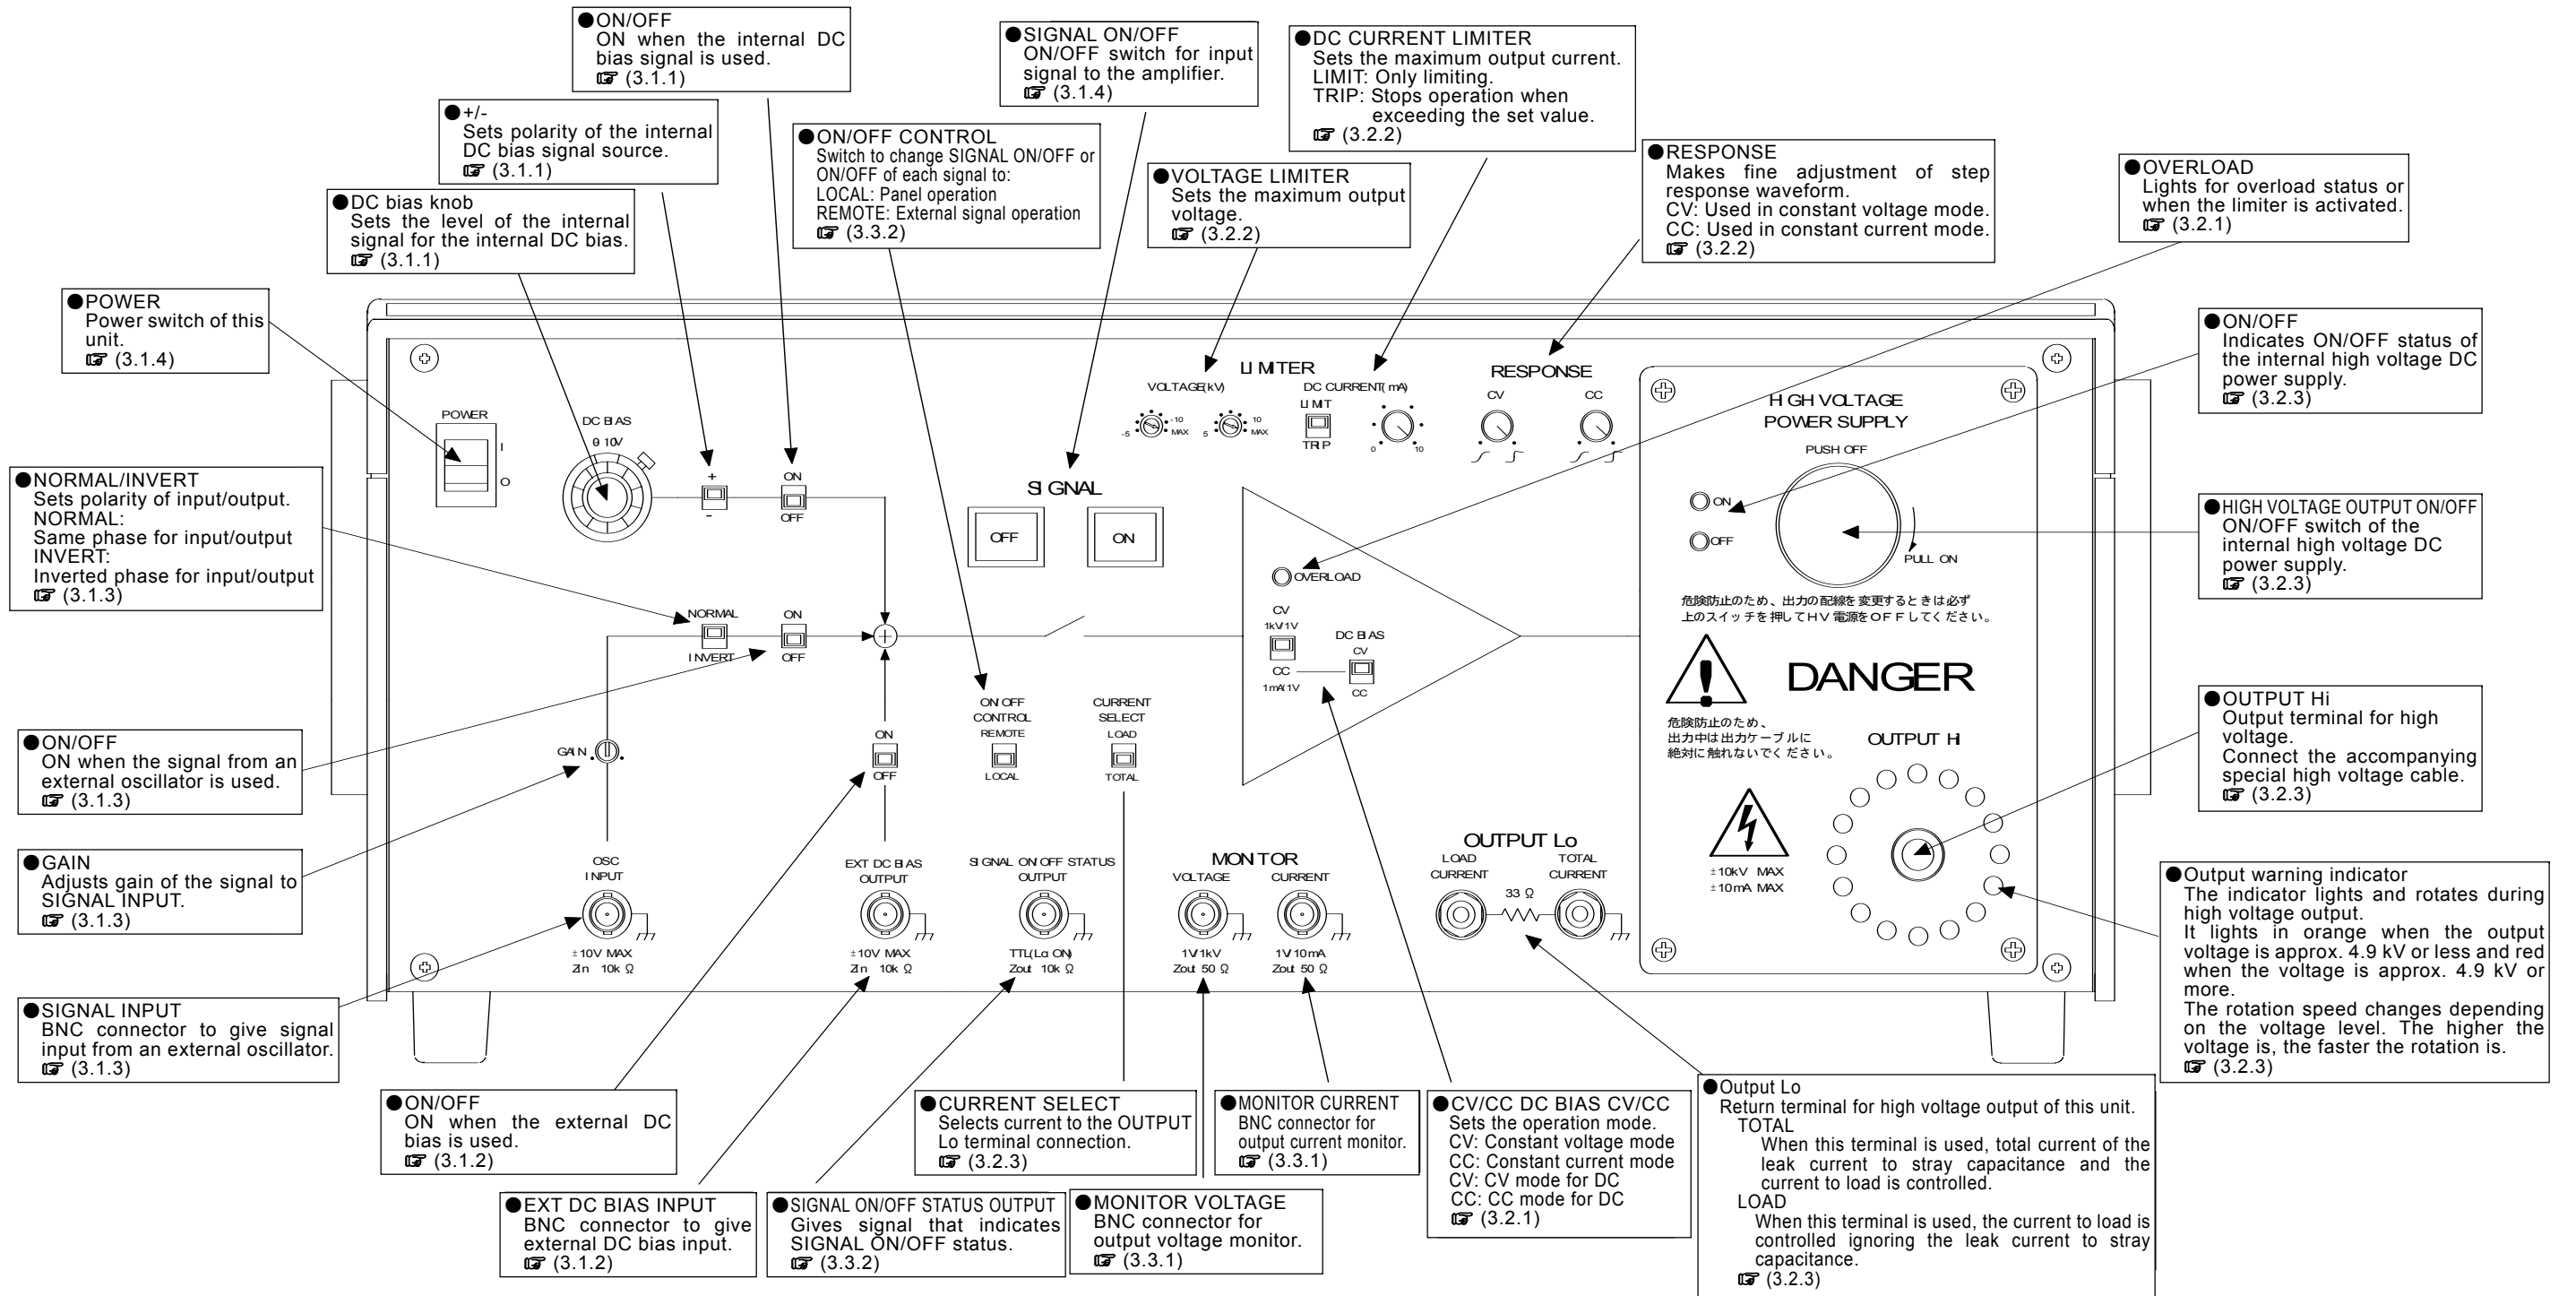 ●ON/OFF
ON when the internal DC
bias signal is used.
☞ (3.1.1)
●SIGNAL ON/OFF
ON/OFF switch for input
signal to the amplifier.
☞ (3.1.4)
●DC CURRENT LIMITER
Sets the maximum output current.
LIMIT: Only limiting.
TRIP: Stops operation when
exceeding the set value.
☞ (3.2.2)
●+/-
Sets polarity of the internal
DC bias signal source.
☞ (3.1.1)
●ON/OFF CONTROL
Switch to change SIGNAL ON/OFF or
ON/OFF of each signal to:
LOCAL: Panel operation
REMOTE: External signal operation
☞ (3.3.2)
●VOLTAGE LIMITER
Sets the maximum output
voltage.
☞ (3.2.2)
●RESPONSE
Makes fine adjustment of step
response waveform.
CV: Used in constant voltage mode.
CC: Used in constant current mode.
☞ (3.2.2)
●OVERLOAD
Lights for overload status or
when the limiter is activated.
☞ (3.2.1)
●DC bias knob
Sets the level of the internal
signal for the internal DC bias.
☞ (3.1.1)
●POWER
Power switch of this
unit.
☞ (3.1.4)
●ON/OFF
Indicates ON/OFF status of
the internal high voltage DC
power supply.
☞ (3.2.3)
●NORMAL/INVERT
Sets polarity of input/output.
NORMAL:
Same phase for input/output
INVERT:
Inverted phase for input/output
☞ (3.1.3)
●HIGH VOLTAGE OUTPUT ON/OFF
ON/OFF switch of the
internal high voltage DC
power supply.
☞ (3.2.3)
POWER
I
O
DC BIAS
0 10V
+
-
ON
OFF
SIGNAL
OFF
ON
LIMITER
VOLTAGE(kV)
-5
-10
MAX
5
10
MAX
DC CURRENT(mA)
LIMIT
TRIP
0
10
RESPONSE
CV
CC
HIGH VOLTAGE
POWER SUPPLY
PUSH OFF
ON
OFF
PULL ON
危険防止のため、出力の配線を変更するときは必ず
上のスイッチを押してHV電源をOFFしてください。
DANGER
危険防止のため、
出力中は出力ケーブルに
絶対に触れないでください。
OUTPUT Hi
±10kV MAX
±10mA MAX
NORMAL
INVERT
ON
OFF
OVERLOAD
CV
1kV/1V
CC
1mA/1V
DC BIAS
CV
CC
GAIN
ON
OFF
ON/OFF
CONTROL
REMOTE
LOCAL
CURRENT
SELECT
LOAD
TOTAL
OSC
INPUT
±10V MAX
Zin 10k Ω
EXT DC BIAS
OUTPUT
±10V MAX
Zin 10k Ω
SIGNAL ON/OFF STATUS
OUTPUT
TTL(Lo: ON)
Zout 10k Ω
MONITOR
VOLTAGE
1V/1kV
Zout 50 Ω
CURRENT
1V/10mA
Zout 50 Ω
OUTPUT Lo
LOAD
CURRENT
33 Ω
TOTAL
CURRENT
●ON/OFF
ON when the signal from an
external oscillator is used.
☞ (3.1.3)
●GAIN
Adjusts gain of the signal to
SIGNAL INPUT.
☞ (3.1.3)
●SIGNAL INPUT
BNC connector to give signal
input from an external oscillator.
☞ (3.1.3)
●OUTPUT Hi
Output terminal for high
voltage.
Connect the accompanying
special high voltage cable.
☞ (3.2.3)
●Output warning indicator
The indicator lights and rotates during
high voltage output.
It lights in orange when the output
voltage is approx. 4.9 kV or less and red
when the voltage is approx. 4.9 kV or
more.
The rotation speed changes depending
on the voltage level. The higher the
voltage is, the faster the rotation is.
☞ (3.2.3)
●ON/OFF
ON when the external DC
bias is used.
☞ (3.1.2)
●EXT DC BIAS INPUT
BNC connector to give
external DC bias input.
☞ (3.1.2)
●SIGNAL ON/OFF STATUS OUTPUT
Gives signal that indicates
SIGNAL ON/OFF status.
☞ (3.3.2)
●CURRENT SELECT
Selects current to the OUTPUT
Lo terminal connection.
☞ (3.2.3)
●MONITOR VOLTAGE
BNC connector for
output voltage monitor.
☞ (3.3.1)
●MONITOR CURRENT
BNC connector for
output current monitor.
☞ (3.3.1)
●CV/CC DC BIAS CV/CC
Sets the operation mode.
CV: Constant voltage mode
CC: Constant current mode
CV: CV mode for DC
CC: CC mode for DC
☞ (3.2.1)
●Output Lo
Return terminal for high voltage output of this unit.
TOTAL
When this terminal is used, total current of the
leak current to stray capacitance and the
current to load is controlled.
LOAD
When this terminal is used, the current to load is
controlled ignoring the leak current to stray
capacitance.
☞ (3.2.3)